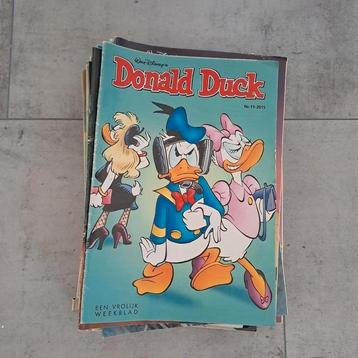 Walt Disney's
Donald Duck
Nr. 11-2015
EEN VROLIJK
WEEKBLAD